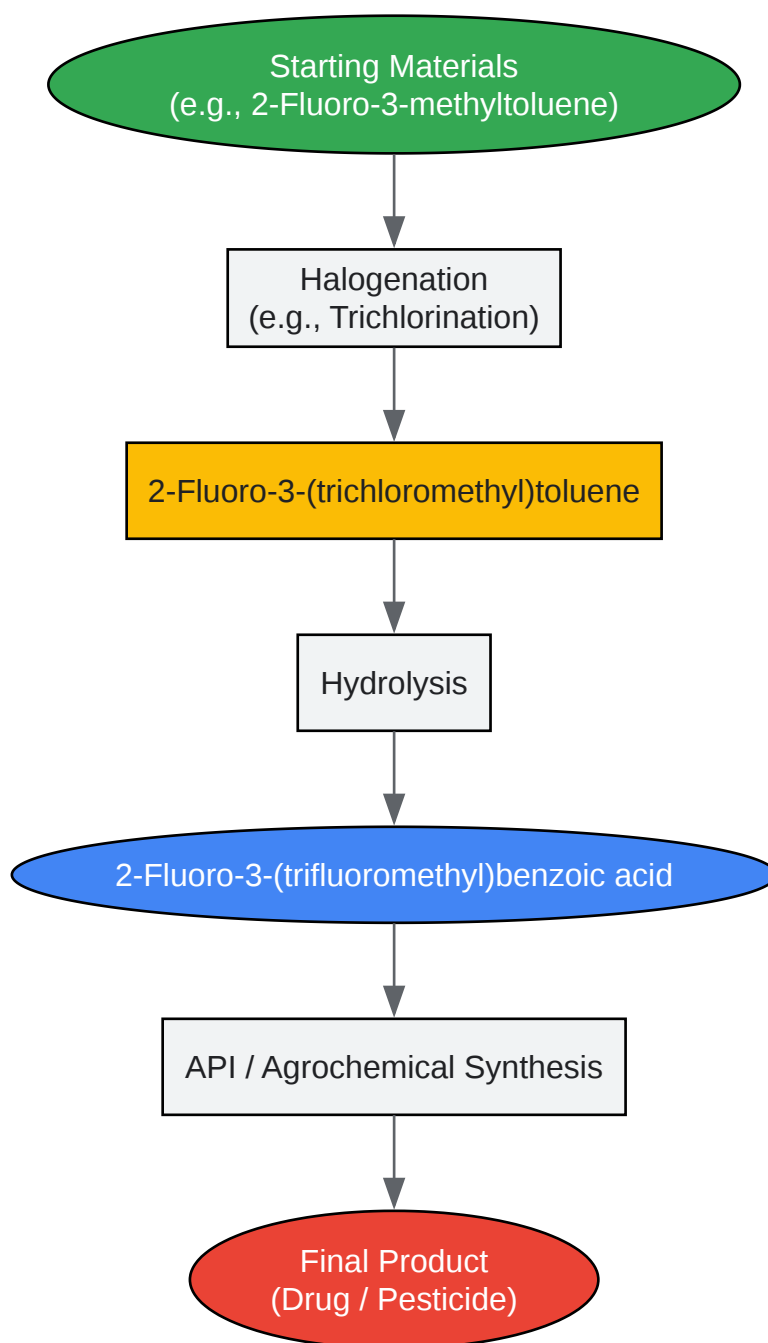 Starting Materials
(e.g., 2-Fluoro-3-methyltoluene)
Halogenation
(e.g., Trichlorination)
2-Fluoro-3-(trichloromethyl)toluene
Hydrolysis
2-Fluoro-3-(trifluoromethyl)benzoic acid
API / Agrochemical Synthesis
Final Product
(Drug / Pesticide)